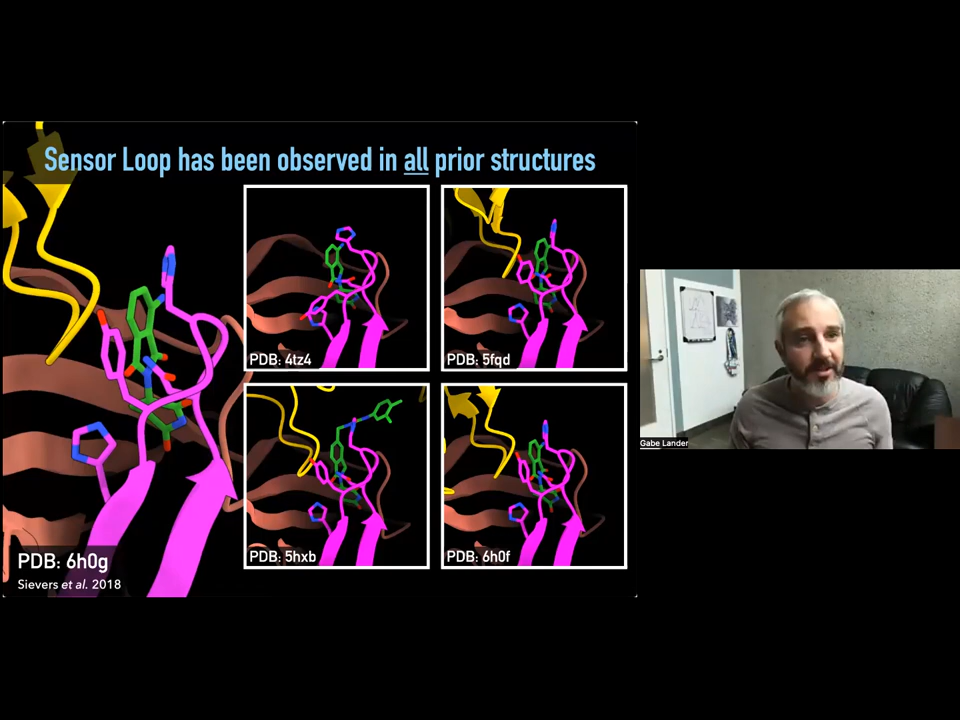 Sensor Loop has been observed in all prior structures
PDB: 4tz4
PDB: 5fqd
PDB: 5hxb
PDB: 6h0f
PDB: 6h0g
Sievers et al. 2018
Gabe Lander